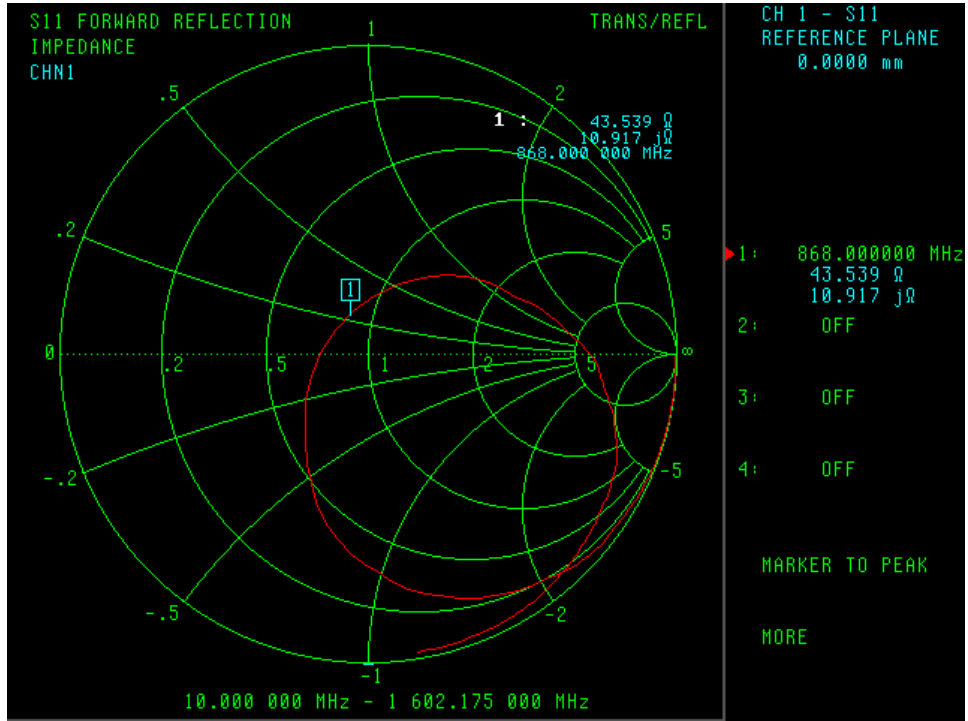 S11 FORWARD REFLECTION TRANS/REFL
IMPEDANCE
CHN1
CH 1 - S11
REFERENCE PLANE
0.0000 mm
1
.5
2
1 :
43.539 Ω
10.917 jΩ
868.000 000 MHz
.2
5
1
0
.2
.5
1
2
5
∞
-.2
-5
-.5
-2
-1
10.000 000 MHz - 1 602.175 000 MHz
1: 868.000000 MHz
43.539 Ω
10.917 jΩ
2: OFF
3: OFF
4: OFF
MARKER TO PEAK
MORE